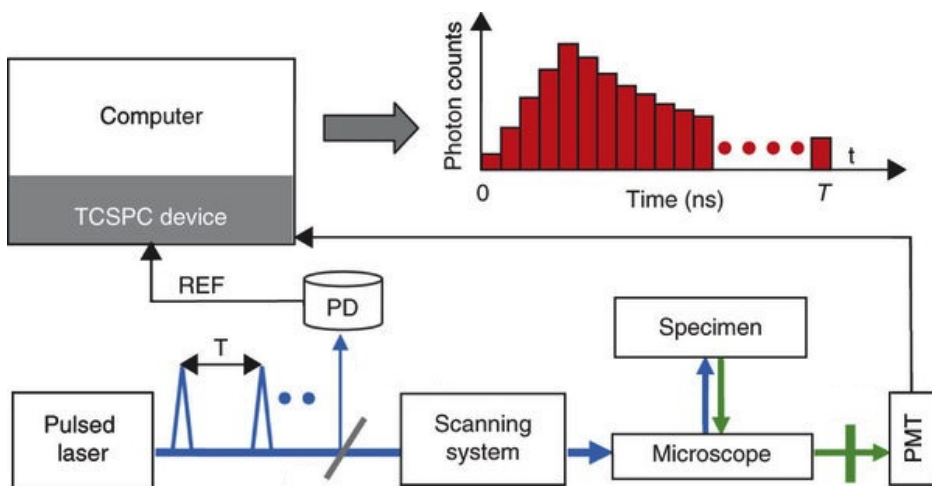 Computer
TCSPC device
Photon counts
0
Time (ns)
T
t
REF
PD
T
Pulsed
laser
Scanning
system
Specimen
Microscope
PMT